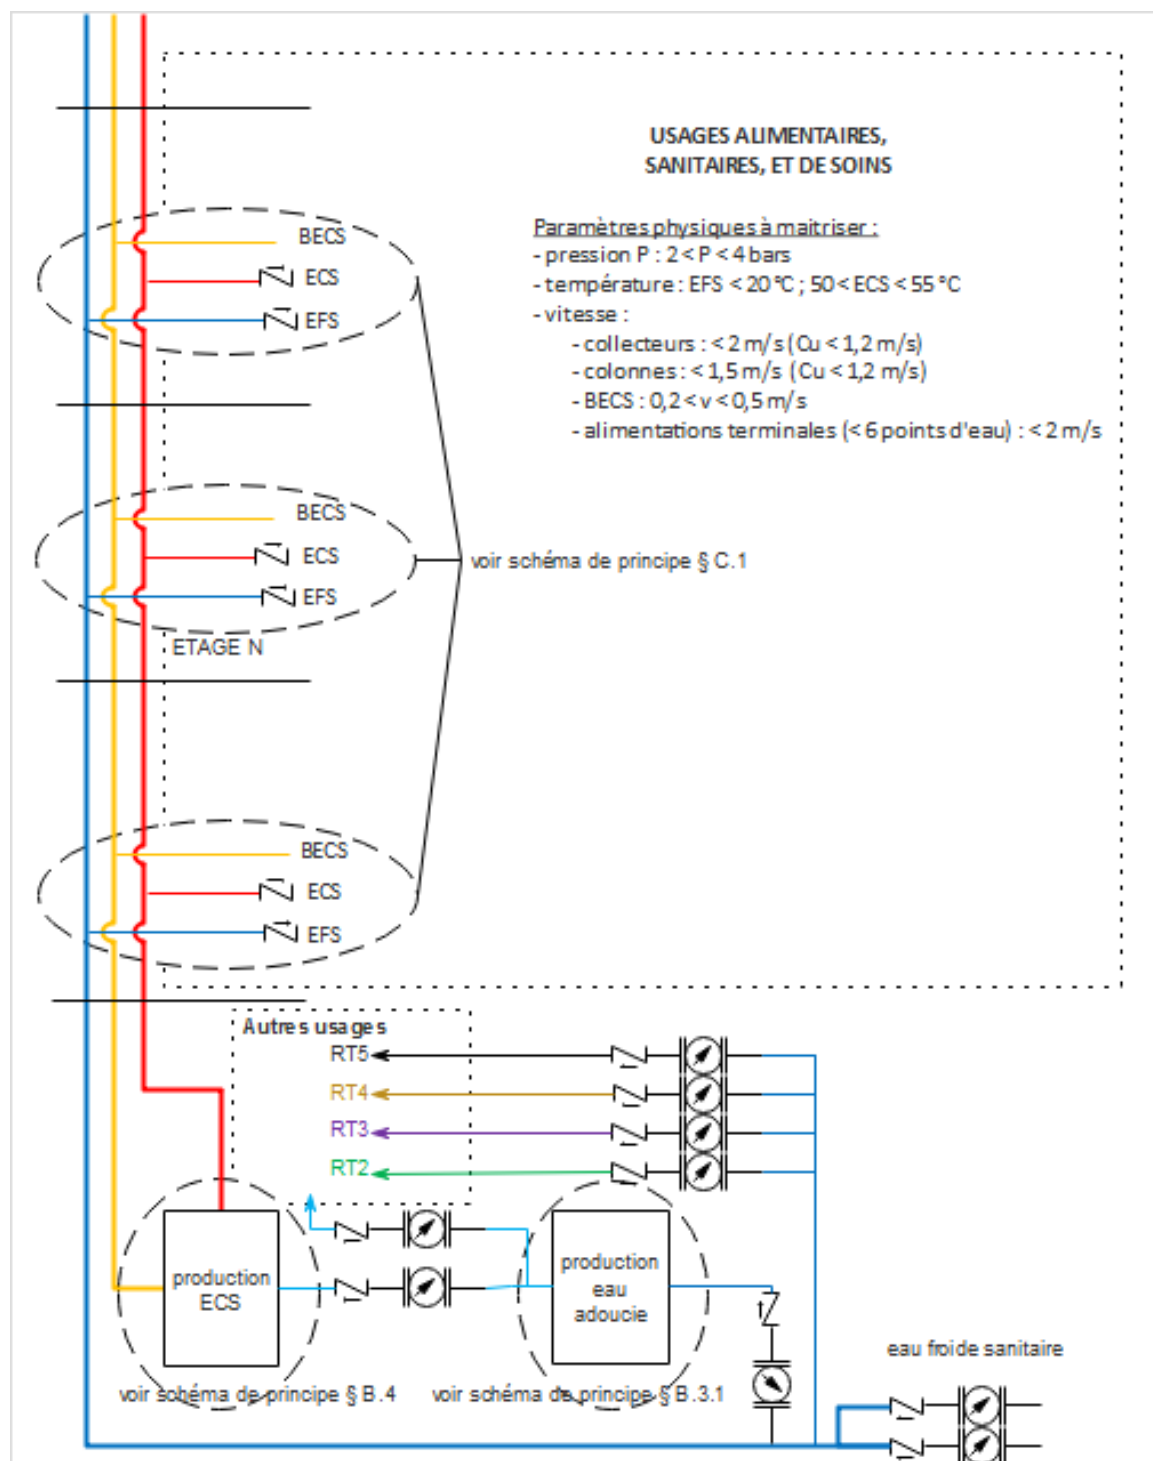 USAGES ALIMENTAIRES,
SANITAIRES, ET DE SOINS
Paramètres physiques à maitriser :
- pression P : 2 < P < 4 bars
- température : EFS < 20 °C ; 50 < ECS < 55 °C
- vitesse :
- collecteurs : < 2 m/s ( Cu < 1,2 m/s)
- colonnes : < 1,5 m/s ( Cu < 1,2 m/s)
- BECS : 0,2 < v < 0,5 m/s
- alimentations terminales (< 6 points d'eau) : < 2 m/s
BECS
ECS
EFS
BECS
ECS
EFS
voir schéma de principe § C.1
ETAGE N
BECS
ECS
EFS
Autres usages
RT5
RT4
RT3
RT2
production
ECS
production
eau
adoucie
eau froide sanitaire
voir schéma de principe § B.4
voir schéma de principe § B.3.1